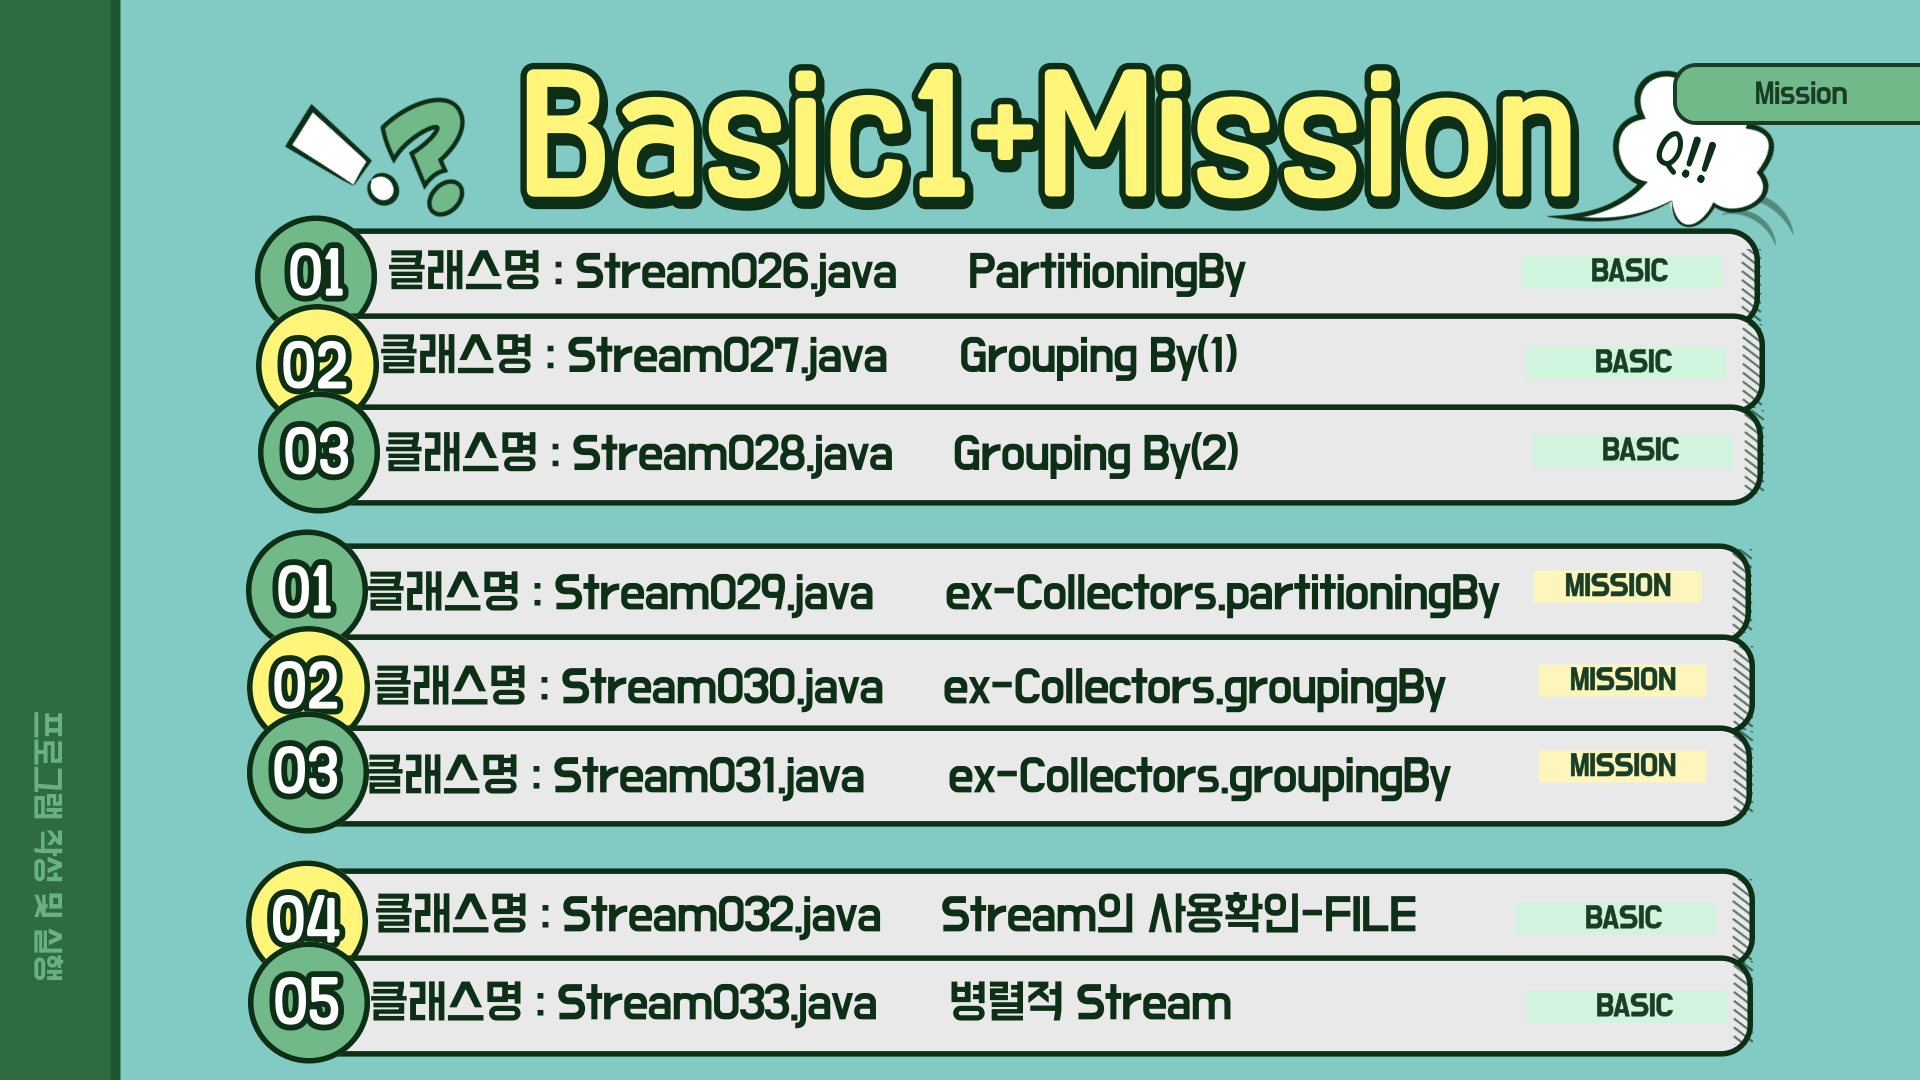 Basic1+Mission
Mission
Q!!
!?
01 클래스명 : Stream026.java PartitioningBy BASIC
02 클래스명 : Stream027.java Grouping By(1) BASIC
03 클래스명 : Stream028.java Grouping By(2) BASIC
01 클래스명 : Stream029.java ex-Collectors.partitioningBy MISSION
02 클래스명 : Stream030.java ex-Collectors.groupingBy MISSION
03 클래스명 : Stream031.java ex-Collectors.groupingBy MISSION
04 클래스명 : Stream032.java Stream의 사용확인-FILE BASIC
05 클래스명 : Stream033.java 병렬적 Stream BASIC
프로그램 작성 및 실행